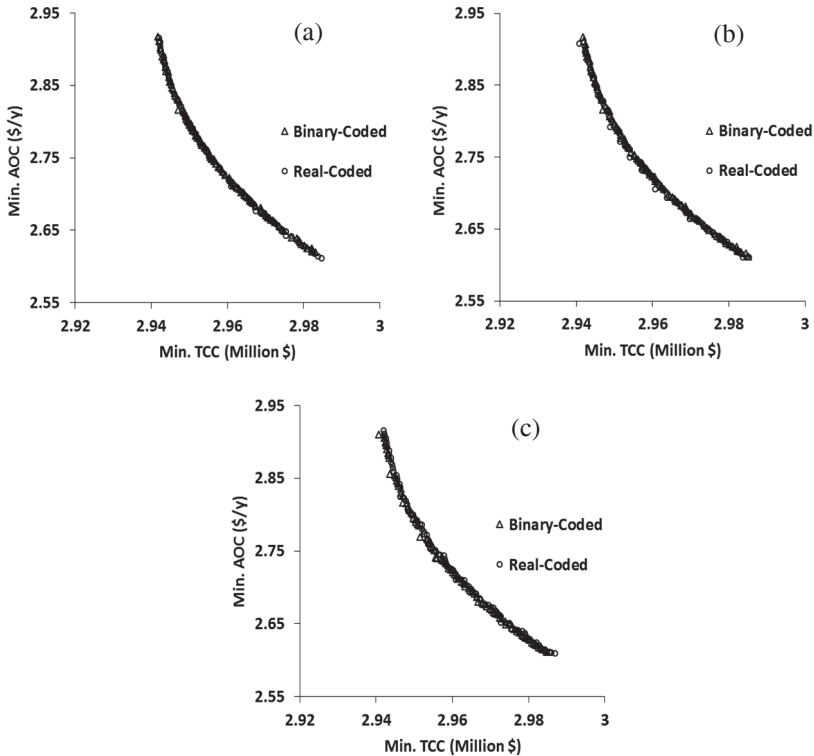 (a)
2.95
2.85
2.75
2.65
2.55
Min. AOC ($/y)
Binary-Coded
Real-Coded
2.92
2.94
2.96
2.98
3
Min. TCC (Million $)
(b)
2.95
2.85
2.75
2.65
2.55
Min. AOC ($/y)
Binary-Coded
Real-Coded
2.92
2.94
2.96
2.98
3
Min. TCC (Million $)
(c)
2.95
2.85
2.75
2.65
2.55
Min. AOC ($/y)
Binary-Coded
Real-Coded
2.92
2.94
2.96
2.98
3
Min. TCC (Million $)